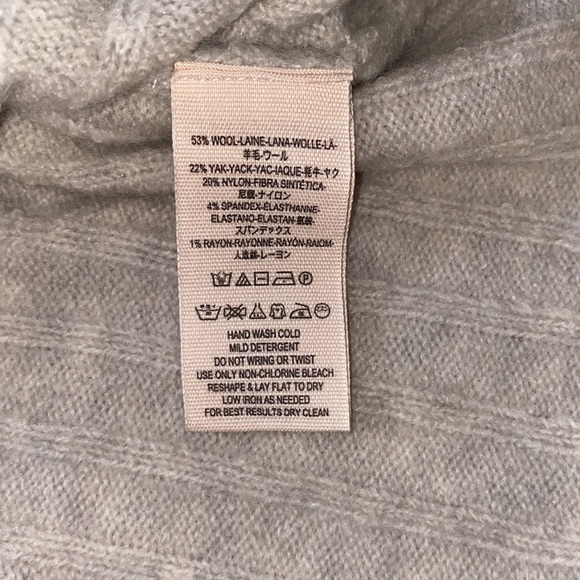 53% WOOL-LAINE-LANA-WOLLE-LÃ-
羊毛-ウール
22% YAK-YACK-YAC-IAQUE-牦牛-ヤク
20% NYLON-FIBRA SINTÉTICA-
尼龍-ナイロン
4% SPANDEX-ÉLASTHANNE-
ELASTANO-ELASTAN-氨綸-
スパンデックス
1% RAYON-RAYONNE-RAYÓN-RAIOM-
人造絲-レーヨン
P
HAND WASH COLD
MILD DETERGENT
DO NOT WRING OR TWIST
USE ONLY NON-CHLORINE BLEACH
RESHAPE & LAY FLAT TO DRY
LOW IRON AS NEEDED
FOR BEST RESULTS DRY CLEAN